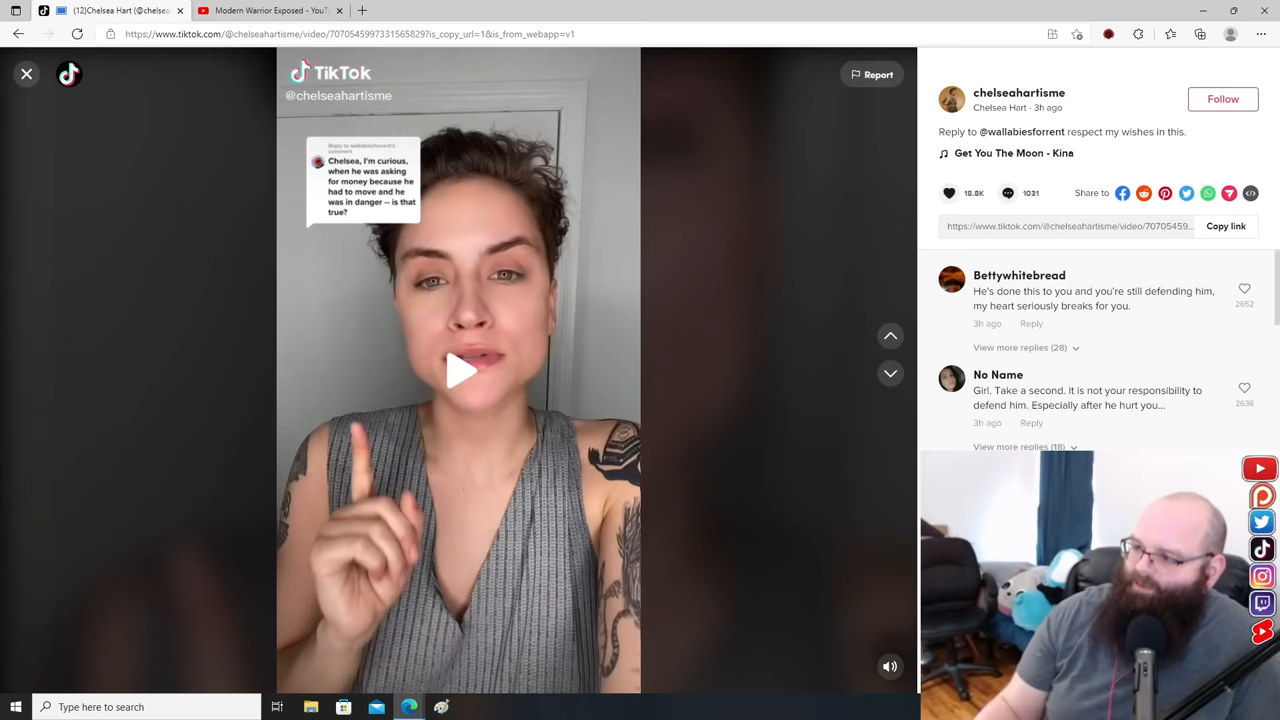 (12)Chelsea Hart (@chelsea
Modern Warrior Exposed - YouT
https://www.tiktok.com/@chelseahartisme/video/7070545997331565829?is_copy_url=1&is_from_webapp=v1
TikTok
@chelseahartisme
Report
Reply to wallabiesforrent's
comment
Chelsea, I'm curious,
when he was asking
for money because he
had to move and he
was in danger -- is that
true?
chelseahartisme
Chelsea Hart · 3h ago
Follow
Reply to @wallabiesforrent respect my wishes in this.
Get You The Moon - Kina
18.8K
1031
Share to
https://www.tiktok.com/@chelseahartisme/video/70705459...
Copy link
Bettywhitebread
He's done this to you and you're still defending him,
my heart seriously breaks for you.
2652
3h ago
Reply
View more replies (28)
No Name
Girl. Take a second. It is not your responsibility to
defend him. Especially after he hurt you...
2636
3h ago
Reply
View more replies (18)
Type here to search